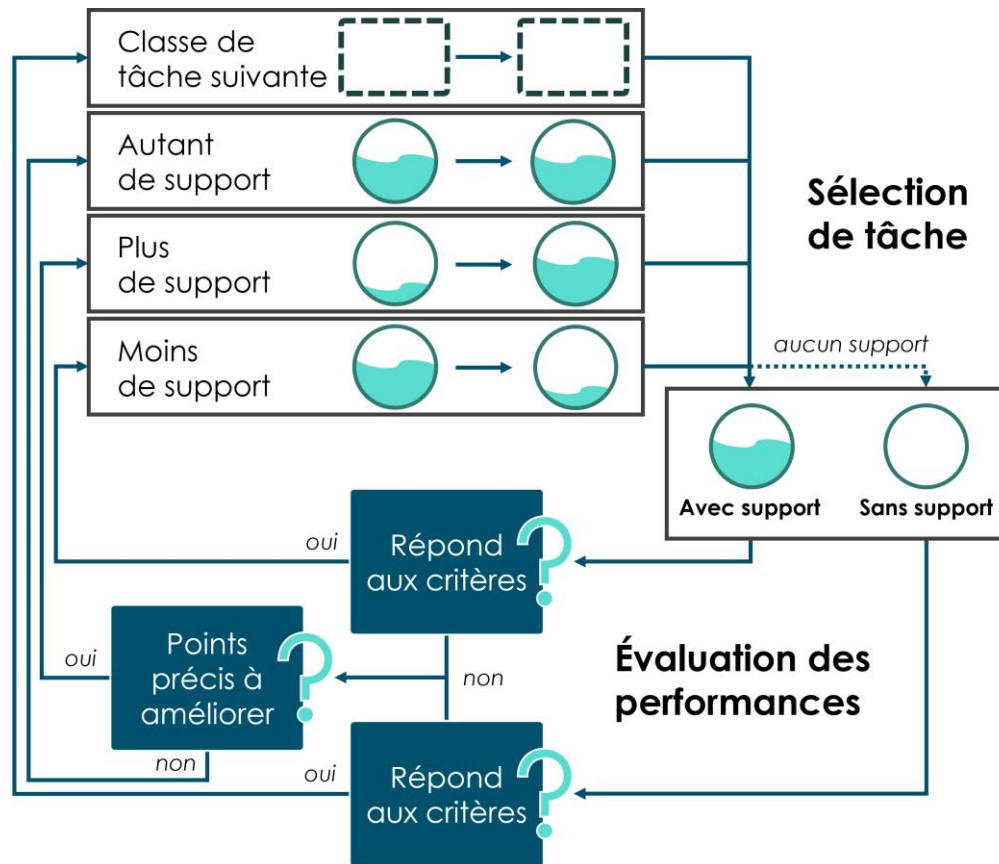 Classe de
tâche suivante
Autant
de support
Plus
de support
Moins
de support
Sélection
de tâche
aucun support
Avec support
Sans support
oui
Répond
aux critères
?
Points
précis à
améliorer
?
oui
non
non
Évaluation des
performances
oui
Répond
aux critères
?